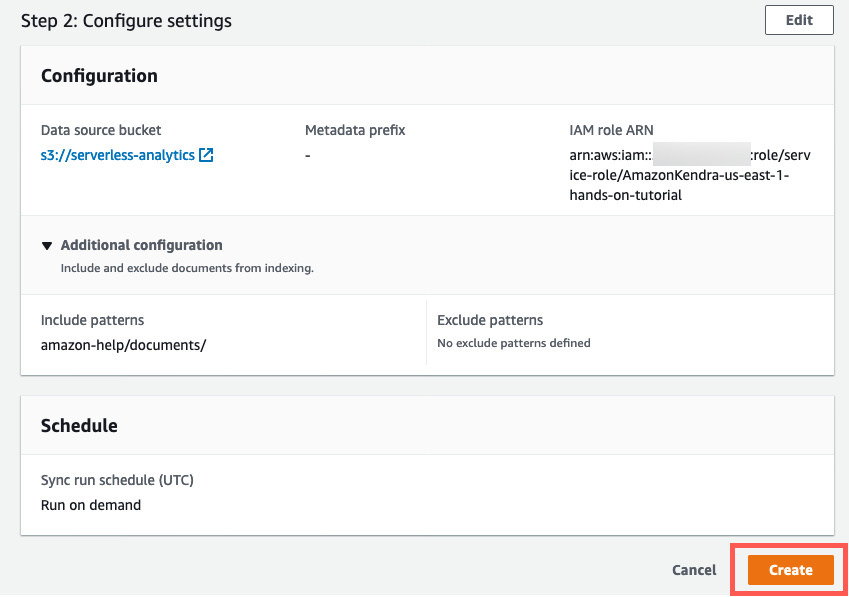 Step 2: Configure settings
Edit
Configuration
Data source bucket
s3://serverless-analytics
Metadata prefix
-
IAM role ARN
arn:aws:iam:: :role/serv
ice-role/AmazonKendra-us-east-1-
hands-on-tutorial
Additional configuration
Include and exclude documents from indexing.
Include patterns
amazon-help/documents/
Exclude patterns
No exclude patterns defined
Schedule
Sync run schedule (UTC)
Run on demand
Cancel
Create